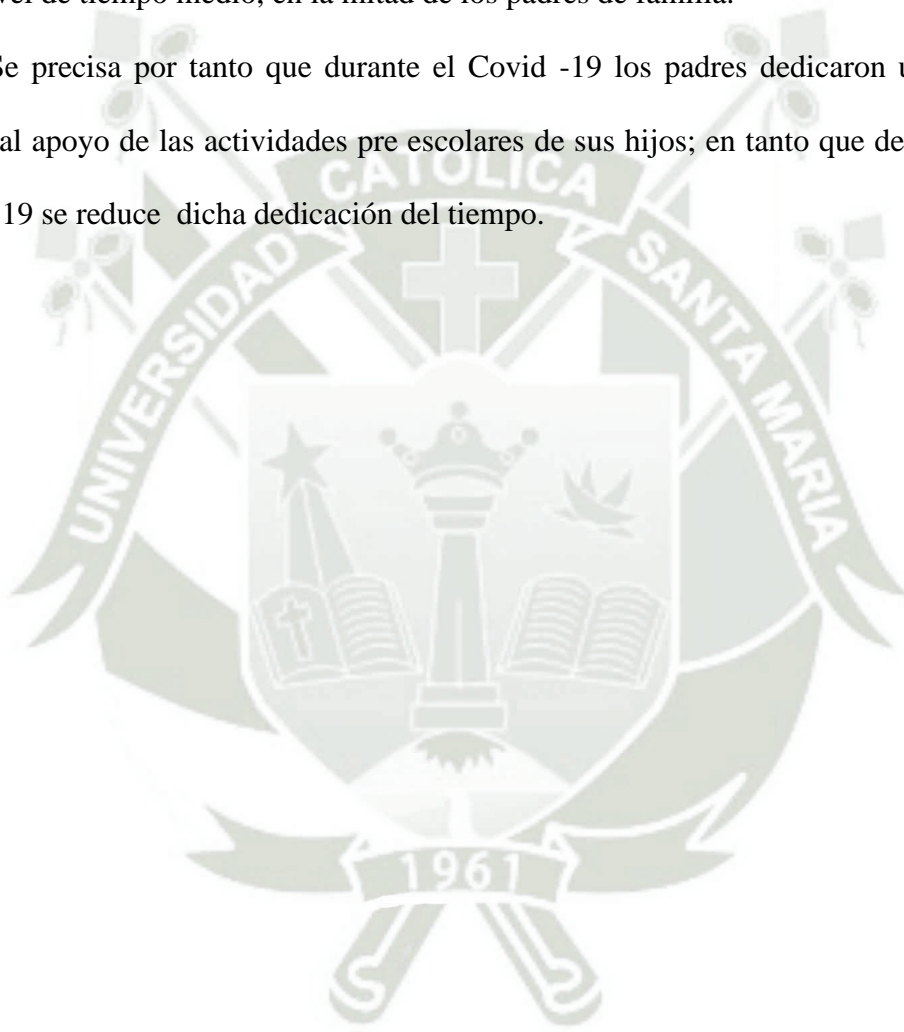 vel de tiempo medio, en la mitad de los padres de familia.
Se precisa por tanto que durante el Covid -19 los padres dedicaron u
al apoyo de las actividades pre escolares de sus hijos; en tanto que de
19 se reduce  dicha dedicación del tiempo.
UNIVERSIDAD CATOLICA SANTA MARIA
1961